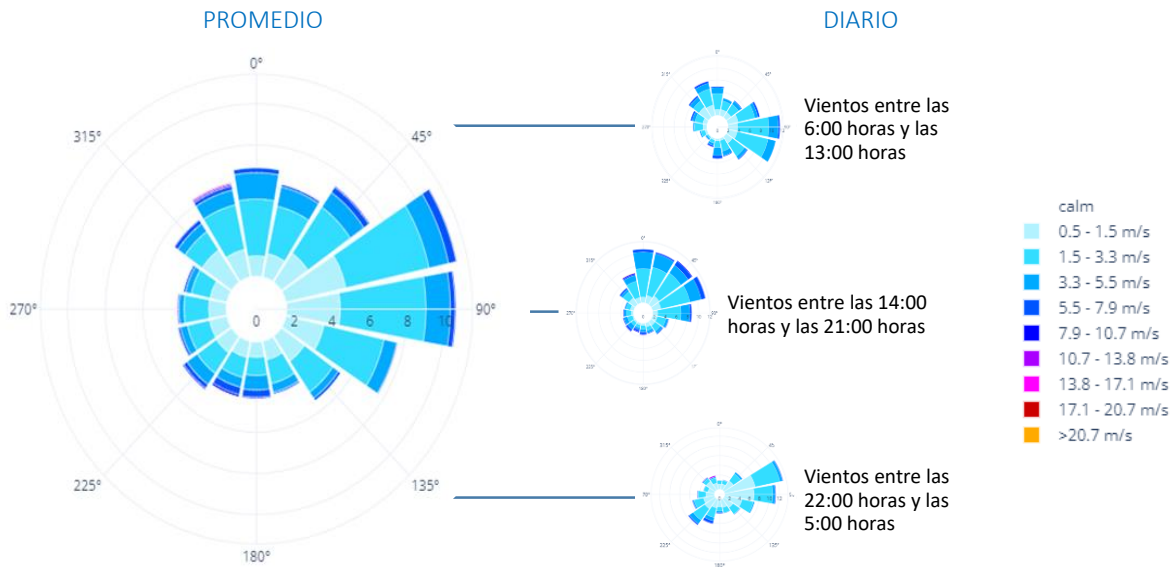 PROMEDIO
DIARIO
0°
45°
90°
135°
180°
225°
270°
315°
0
2
4
6
8
10
Vientos entre las
6:00 horas y las
13:00 horas
Vientos entre las 14:00
horas y las 21:00 horas
Vientos entre las
22:00 horas y las
5:00 horas
calm
0.5 - 1.5 m/s
1.5 - 3.3 m/s
3.3 - 5.5 m/s
5.5 - 7.9 m/s
7.9 - 10.7 m/s
10.7 - 13.8 m/s
13.8 - 17.1 m/s
17.1 - 20.7 m/s
>20.7 m/s